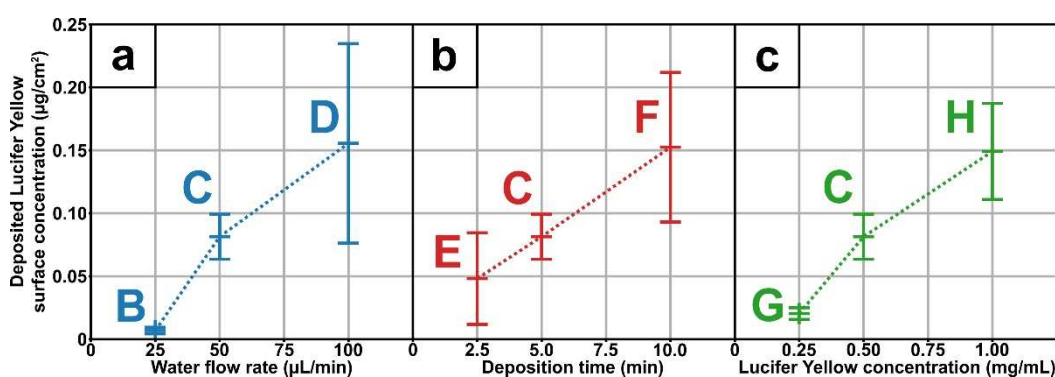 Deposited Lucifer Yellow
surface concentration (µg/cm²)
0.25
0.20
0.15
0.10
0.05
0
a
B
C
D
0 25 50 75 100
Water flow rate (µL/min)
b
E
C
F
0 2.5 5.0 7.5 10.0
Deposition time (min)
c
G
C
H
0 0.25 0.50 0.75 1.00
Lucifer Yellow concentration (mg/mL)